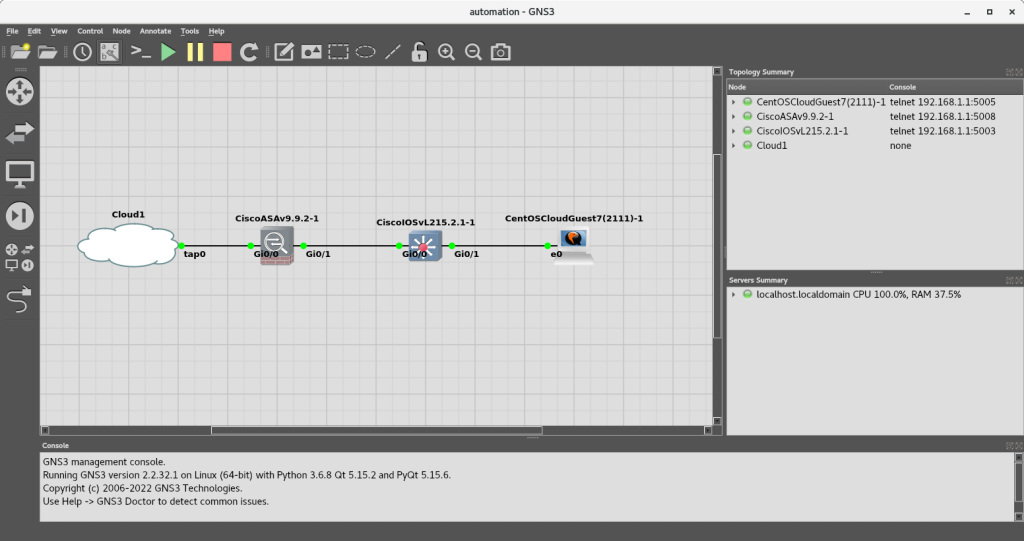 automation - GNS3
File Edit View Control Node Annotate Tools Help
Topology Summary
Node Console
CentOSCloudGuest7(2111)-1 telnet 192.168.1.1:5005
CiscoASAv9.9.2-1 telnet 192.168.1.1:5008
CiscoIOSvL215.2.1-1 telnet 192.168.1.1:5003
Cloud1 none
Cloud1
CiscoASAv9.9.2-1
CiscoIOSvL215.2.1-1
CentOSCloudGuest7(2111)-1
tap0
Gi0/0
Gi0/1
Gi0/0
Gi0/1
e0
Servers Summary
localhost.localdomain CPU 100.0%, RAM 37.5%
Console
GNS3 management console.
Running GNS3 version 2.2.32.1 on Linux (64-bit) with Python 3.6.8 Qt 5.15.2 and PyQt 5.15.6.
Copyright (c) 2006-2022 GNS3 Technologies.
Use Help -> GNS3 Doctor to detect common issues.